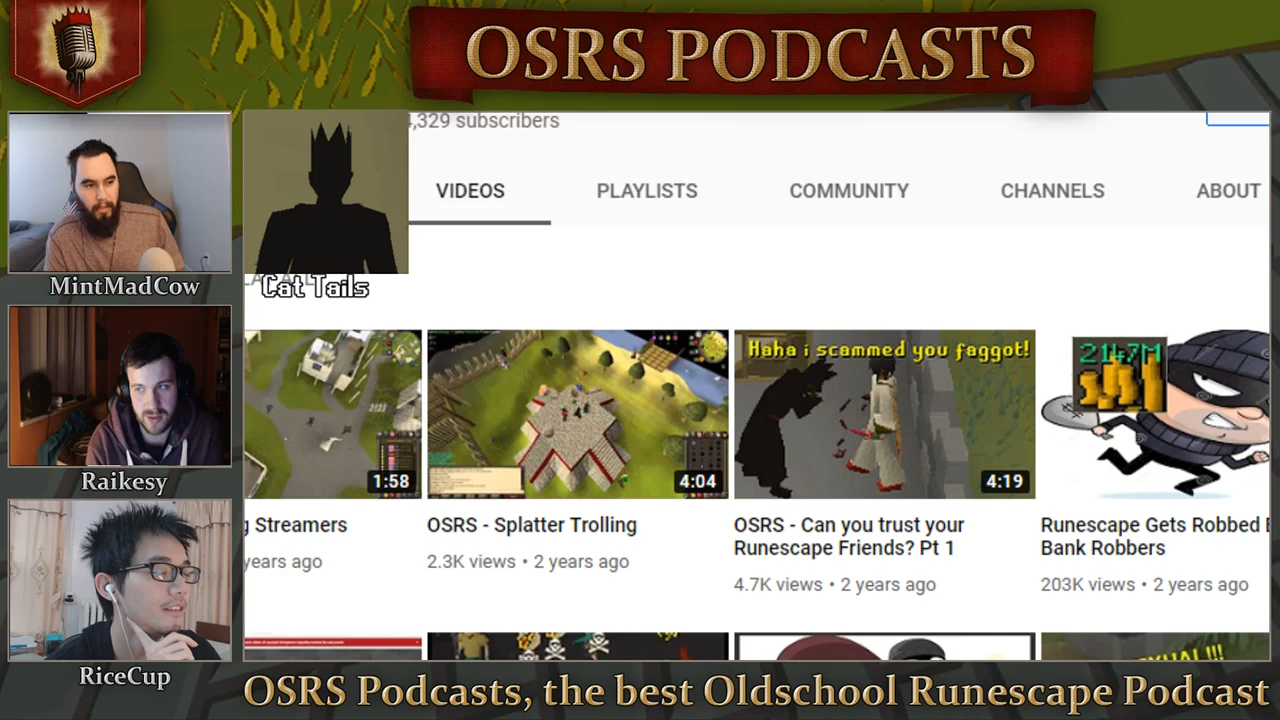 OSRS PODCASTS
4,329 subscribers
VIDEOS
PLAYLISTS
COMMUNITY
CHANNELS
ABOUT
MintMadCow
Cat Tails
Raikesy
RiceCup
1:58
4:04
Haha i scammed you faggot!
4:19
2147M
g Streamers
years ago
OSRS - Splatter Trolling
2.3K views • 2 years ago
OSRS - Can you trust your
Runescape Friends? Pt 1
4.7K views • 2 years ago
Runescape Gets Robbed
Bank Robbers
203K views • 2 years ago
OSRS Podcasts, the best Oldschool Runescape Podcast